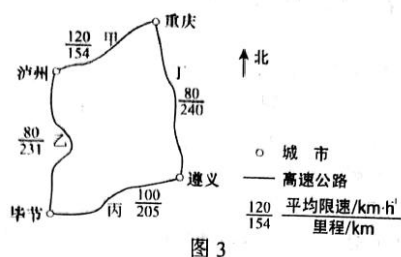 重庆
120 甲
154
泸州
北
丁
80
240
80 乙
231
城市
遵义
高速公路
100
毕节 丙 205
120 平均限速/km·h¹
154 里程/km
图3